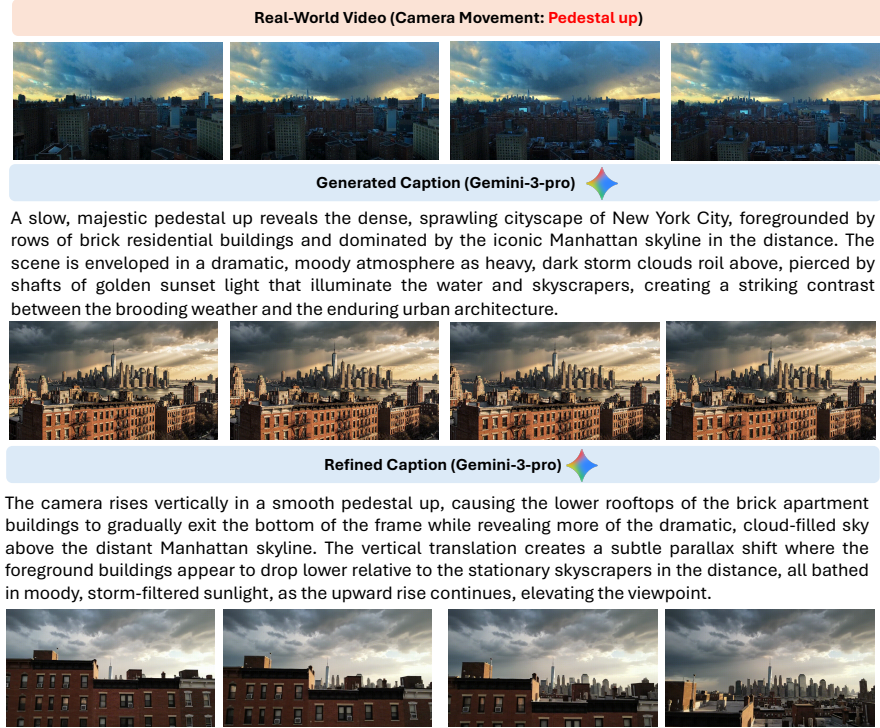 Real-World Video (Camera Movement: Pedestal up)
Generated Caption (Gemini-3-pro)
A slow, majestic pedestal up reveals the dense, sprawling cityscape of New York City, foregrounded by
rows of brick residential buildings and dominated by the iconic Manhattan skyline in the distance. The
scene is enveloped in a dramatic, moody atmosphere as heavy, dark storm clouds roil above, pierced by
shafts of golden sunset light that illuminate the water and skyscrapers, creating a striking contrast
between the brooding weather and the enduring urban architecture.
Refined Caption (Gemini-3-pro)
The camera rises vertically in a smooth pedestal up, causing the lower rooftops of the brick apartment
buildings to gradually exit the bottom of the frame while revealing more of the dramatic, cloud-filled sky
above the distant Manhattan skyline. The vertical translation creates a subtle parallax shift where the
foreground buildings appear to drop lower relative to the stationary skyscrapers in the distance, all bathed
in moody, storm-filtered sunlight, as the upward rise continues, elevating the viewpoint.